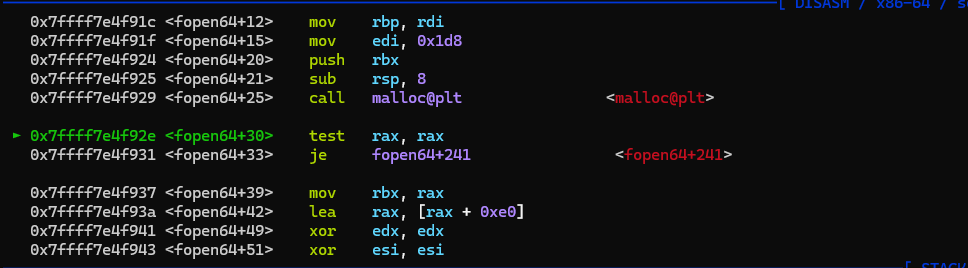 [ DISASM / x86-64 /
0x7ffff7e4f91c <fopen64+12> mov rbp, rdi
0x7ffff7e4f91f <fopen64+15> mov edi, 0x1d8
0x7ffff7e4f924 <fopen64+20> push rbx
0x7ffff7e4f925 <fopen64+21> sub rsp, 8
0x7ffff7e4f929 <fopen64+25> call malloc@plt <malloc@plt>
► 0x7ffff7e4f92e <fopen64+30> test rax, rax
0x7ffff7e4f931 <fopen64+33> je fopen64+241 <fopen64+241>
0x7ffff7e4f937 <fopen64+39> mov rbx, rax
0x7ffff7e4f93a <fopen64+42> lea rax, [rax + 0xe0]
0x7ffff7e4f941 <fopen64+49> xor edx, edx
0x7ffff7e4f943 <fopen64+51> xor esi, esi
[ STACK